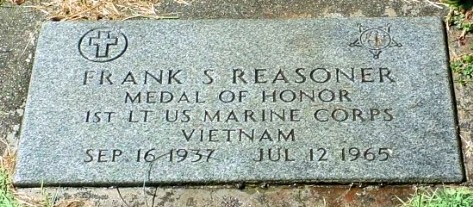 FRANK S REASONER
MEDAL OF HONOR
1ST LT US MARINE CORPS
VIETNAM
SEP 16 1937 JUL 12 1965